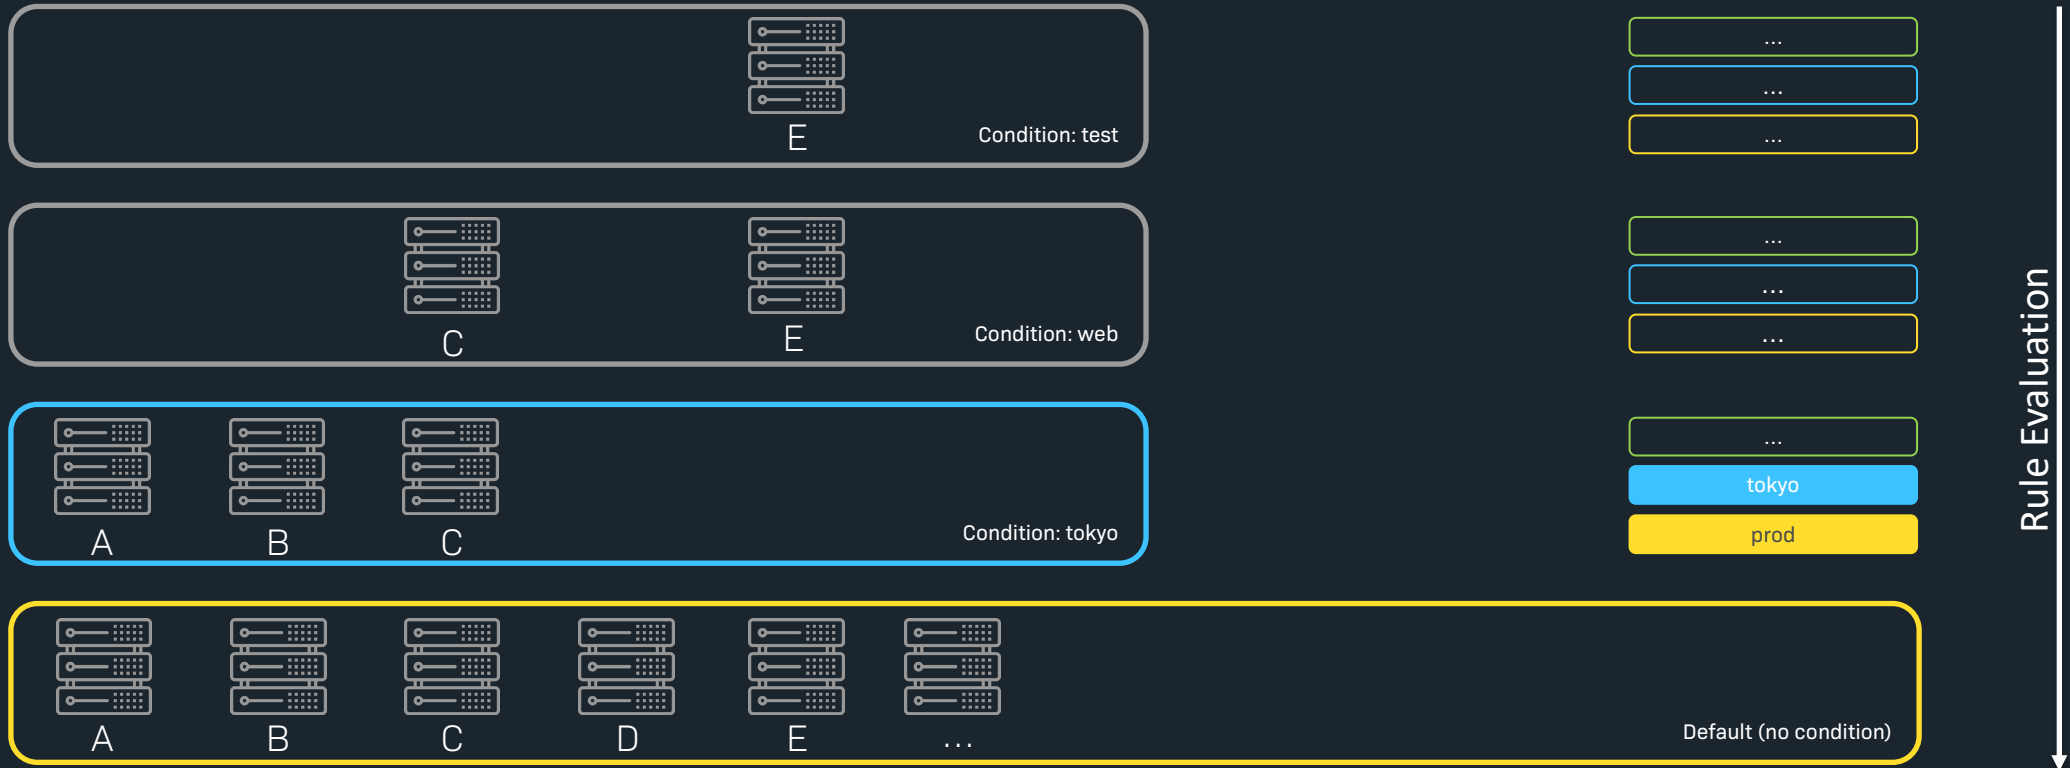 ...
...
E
Condition: test
...
...
...
C
E
Condition: web
...
...
tokyo
prod
A
B
C
Condition: tokyo
A
B
C
D
E
...
Default (no condition)
...
Rule Evaluation